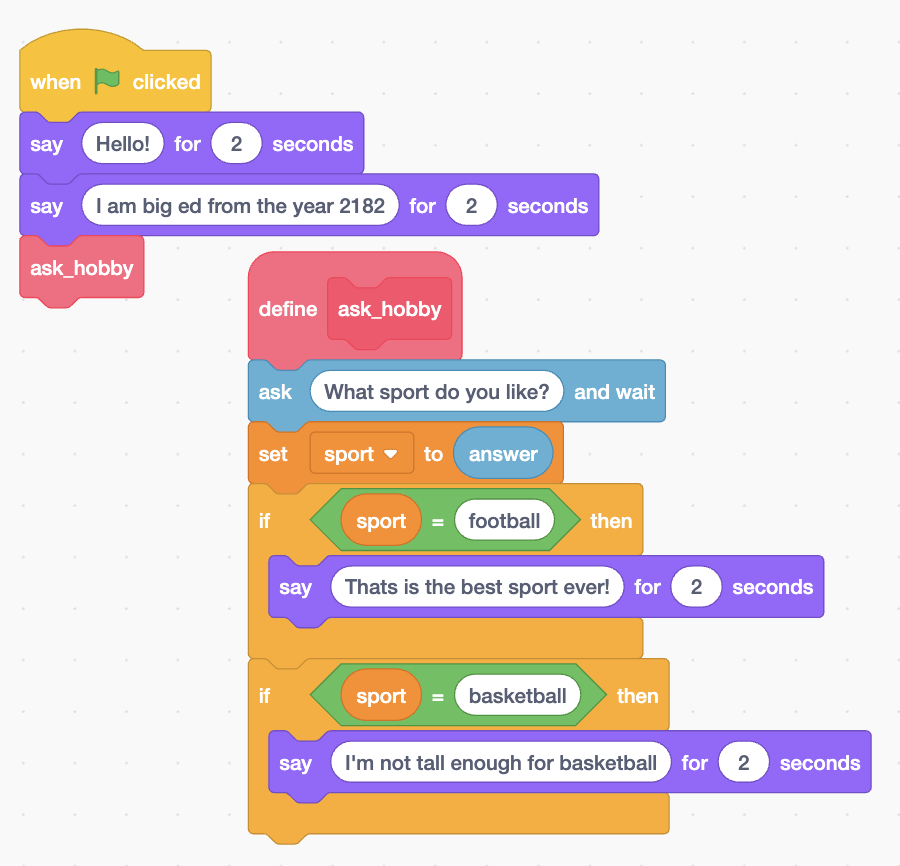 when clicked
say Hello! for 2 seconds
say I am big ed from the year 2182 for 2 seconds
ask_hobby
define ask_hobby
ask What sport do you like? and wait
set sport to answer
if sport = football then
say Thats is the best sport ever! for 2 seconds
if sport = basketball then
say I'm not tall enough for basketball for 2 seconds